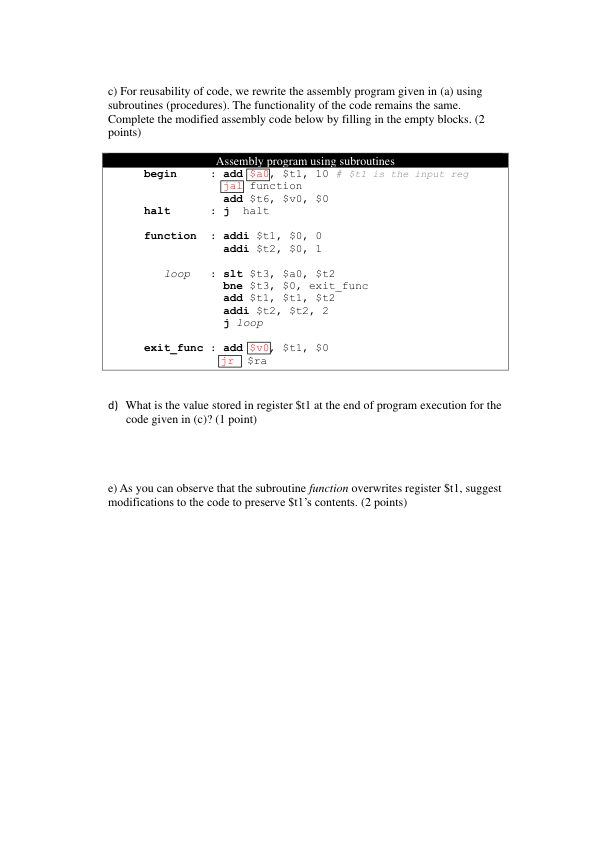 c) For reusability of code, we rewrite the assembly program given in (a) using
subroutines (procedures). The functionality of the code remains the same.
Complete the modified assembly code below by filling in the empty blocks. (2
points)
Assembly program using subroutines
begin : add $a0, $t1, 10 # $t1 is the input reg
jal function
add $t6, $v0, $0
halt : j halt
function : addi $t1, $0, 0
addi $t2, $0, 1
loop : slt $t3, $a0, $t2
bne $t3, $0, exit_func
add $t1, $t1, $t2
addi $t2, $t2, 2
j loop
exit_func : add $v0, $t1, $0
jr $ra
d) What is the value stored in register $t1 at the end of program execution for the
code given in (c)? (1 point)
e) As you can observe that the subroutine function overwrites register $t1, suggest
modifications to the code to preserve $t1’s contents. (2 points)